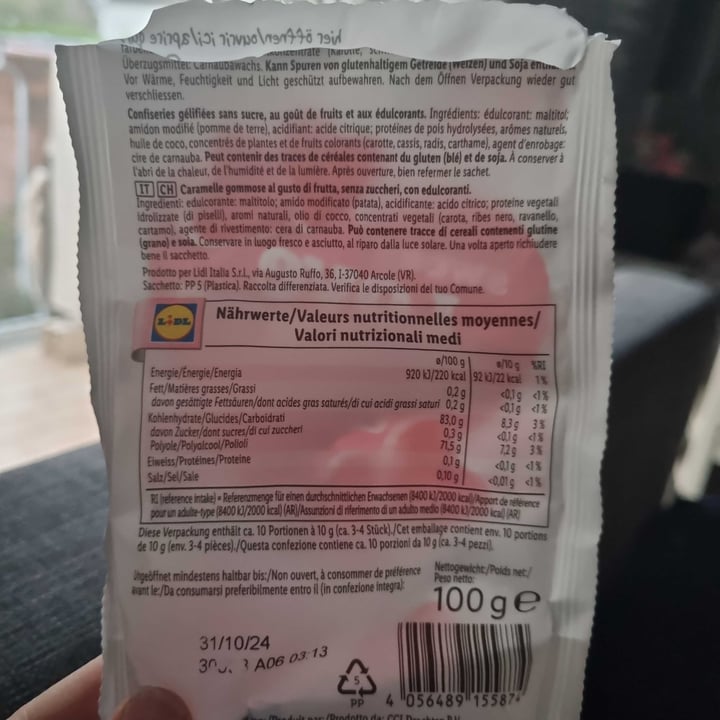 hier öffnen/ouvrir ici/aprire
Überzugsmittel: Carnaubawachs. Kann Spuren von glutenhaltigem Getreide (Weizen) und Soja
Vor Wärme, Feuchtigkeit und Licht geschützt aufbewahren. Nach dem Öffnen Verpackung wieder gut
verschliessen.
Confiseries gélifiées sans sucre, au goût de fruits et aux édulcorants. Ingrédients: édulcorant: maltitol;
amidon modifié (pomme de terre), acidifiant: acide citrique; protéines de pois hydrolysées, arômes naturels,
huile de coco, concentrés de plantes et de fruits colorants (carotte, cassis, radis, carthame), agent d'enrobage:
cire de carnauba. Peut contenir des traces de céréales contenant du gluten (blé) et de soja. À conserver à
l'abri de la chaleur, de l'humidité et de la lumière. Après ouverture, bien refermer le sachet.
IT CH Caramelle gommose al gusto di frutta, senza zuccheri, con edulcoranti.
Ingredienti: edulcorante: maltitolo; amido modificato (patata), acidificante: acido citrico; proteine vegetali
idrolizzate (di piselli), aromi naturali, olio di cocco, concentrati vegetali (carota, ribes nero, ravanello,
cartamo), agente di rivestimento: cera di carnauba. Può contenere tracce di cereali contenenti glutine
(grano) e soia. Conservare in luogo fresco e asciutto, al riparo dalla luce solare. Una volta aperto richiudere
bene il sacchetto.
Prodotto per Lidl Italia S.r.l., via Augusto Ruffo, 36, I-37040 Arcole (VR).
Sacchetto: PP 5 (Plastica). Raccolta differenziata. Verifica le disposizioni del tuo Comune.
LIDL
Nährwerte/Valeurs nutritionnelles moyennes/
Valori nutrizionali medi
ø/100 g ø/10 g %RI
Energie/Énergie/Energia 920 kJ/220 kcal 92 kJ/22 kcal 1%
Fett/Matières grasses/Grassi 0,2 g <0,1 g <1%
davon gesättigte Fettsäuren/dont acides gras saturés/di cui acidi grassi saturi 0,2 g <0,1 g <1%
Kohlenhydrate/Glucides/Carboidrati 83,0 g 8,3 g 3%
davon Zucker/dont sucres/di cui zuccheri 0,3 g <0,1 g <1%
Polyole/Polyalcool/Polioli 71,5 g 7,2 g 3%
Eiweiss/Protéines/Proteine 0,1 g <0,1 g <1%
Salz/Sel/Sale 0,10 g <0,01 g <1%
RI (reference intake) = Referenzmenge für einen durchschnittlichen Erwachsenen (8400 kJ/2000 kcal)/Apport de référence
pour un adulte-type (8400 kJ/2000 kcal) (AR)/Assunzioni di riferimento di un adulto medio (8400 kJ/2000 kcal) (AR)
Diese Verpackung enthält ca. 10 Portionen à 10 g (ca. 3-4 Stück)./Cet emballage contient env. 10 portions
de 10 g (env. 3-4 pièces)./Questa confezione contiene ca. 10 porzioni da 10 g (ca. 3-4 pezzi).
Ungeöffnet mindestens haltbar bis:/Non ouvert, à consommer de préférence
avant le:/Da consumarsi preferibilmente entro il (in confezione integra):
Nettogewicht:/Poids net:/
Peso netto:
100 g e
31/10/24
A06 03:13
5
PP
4 056489 15587